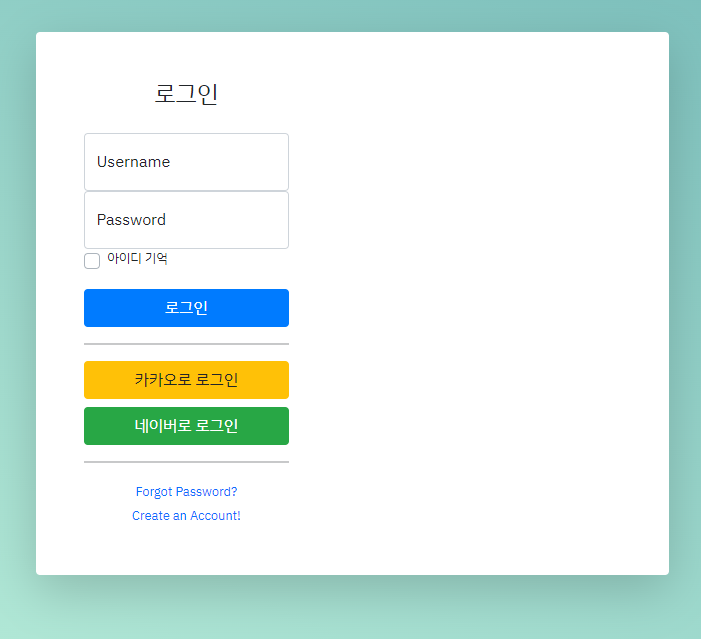 로그인
Username
Password
아이디 기억
로그인
카카오로 로그인
네이버로 로그인
Forgot Password?
Create an Account!